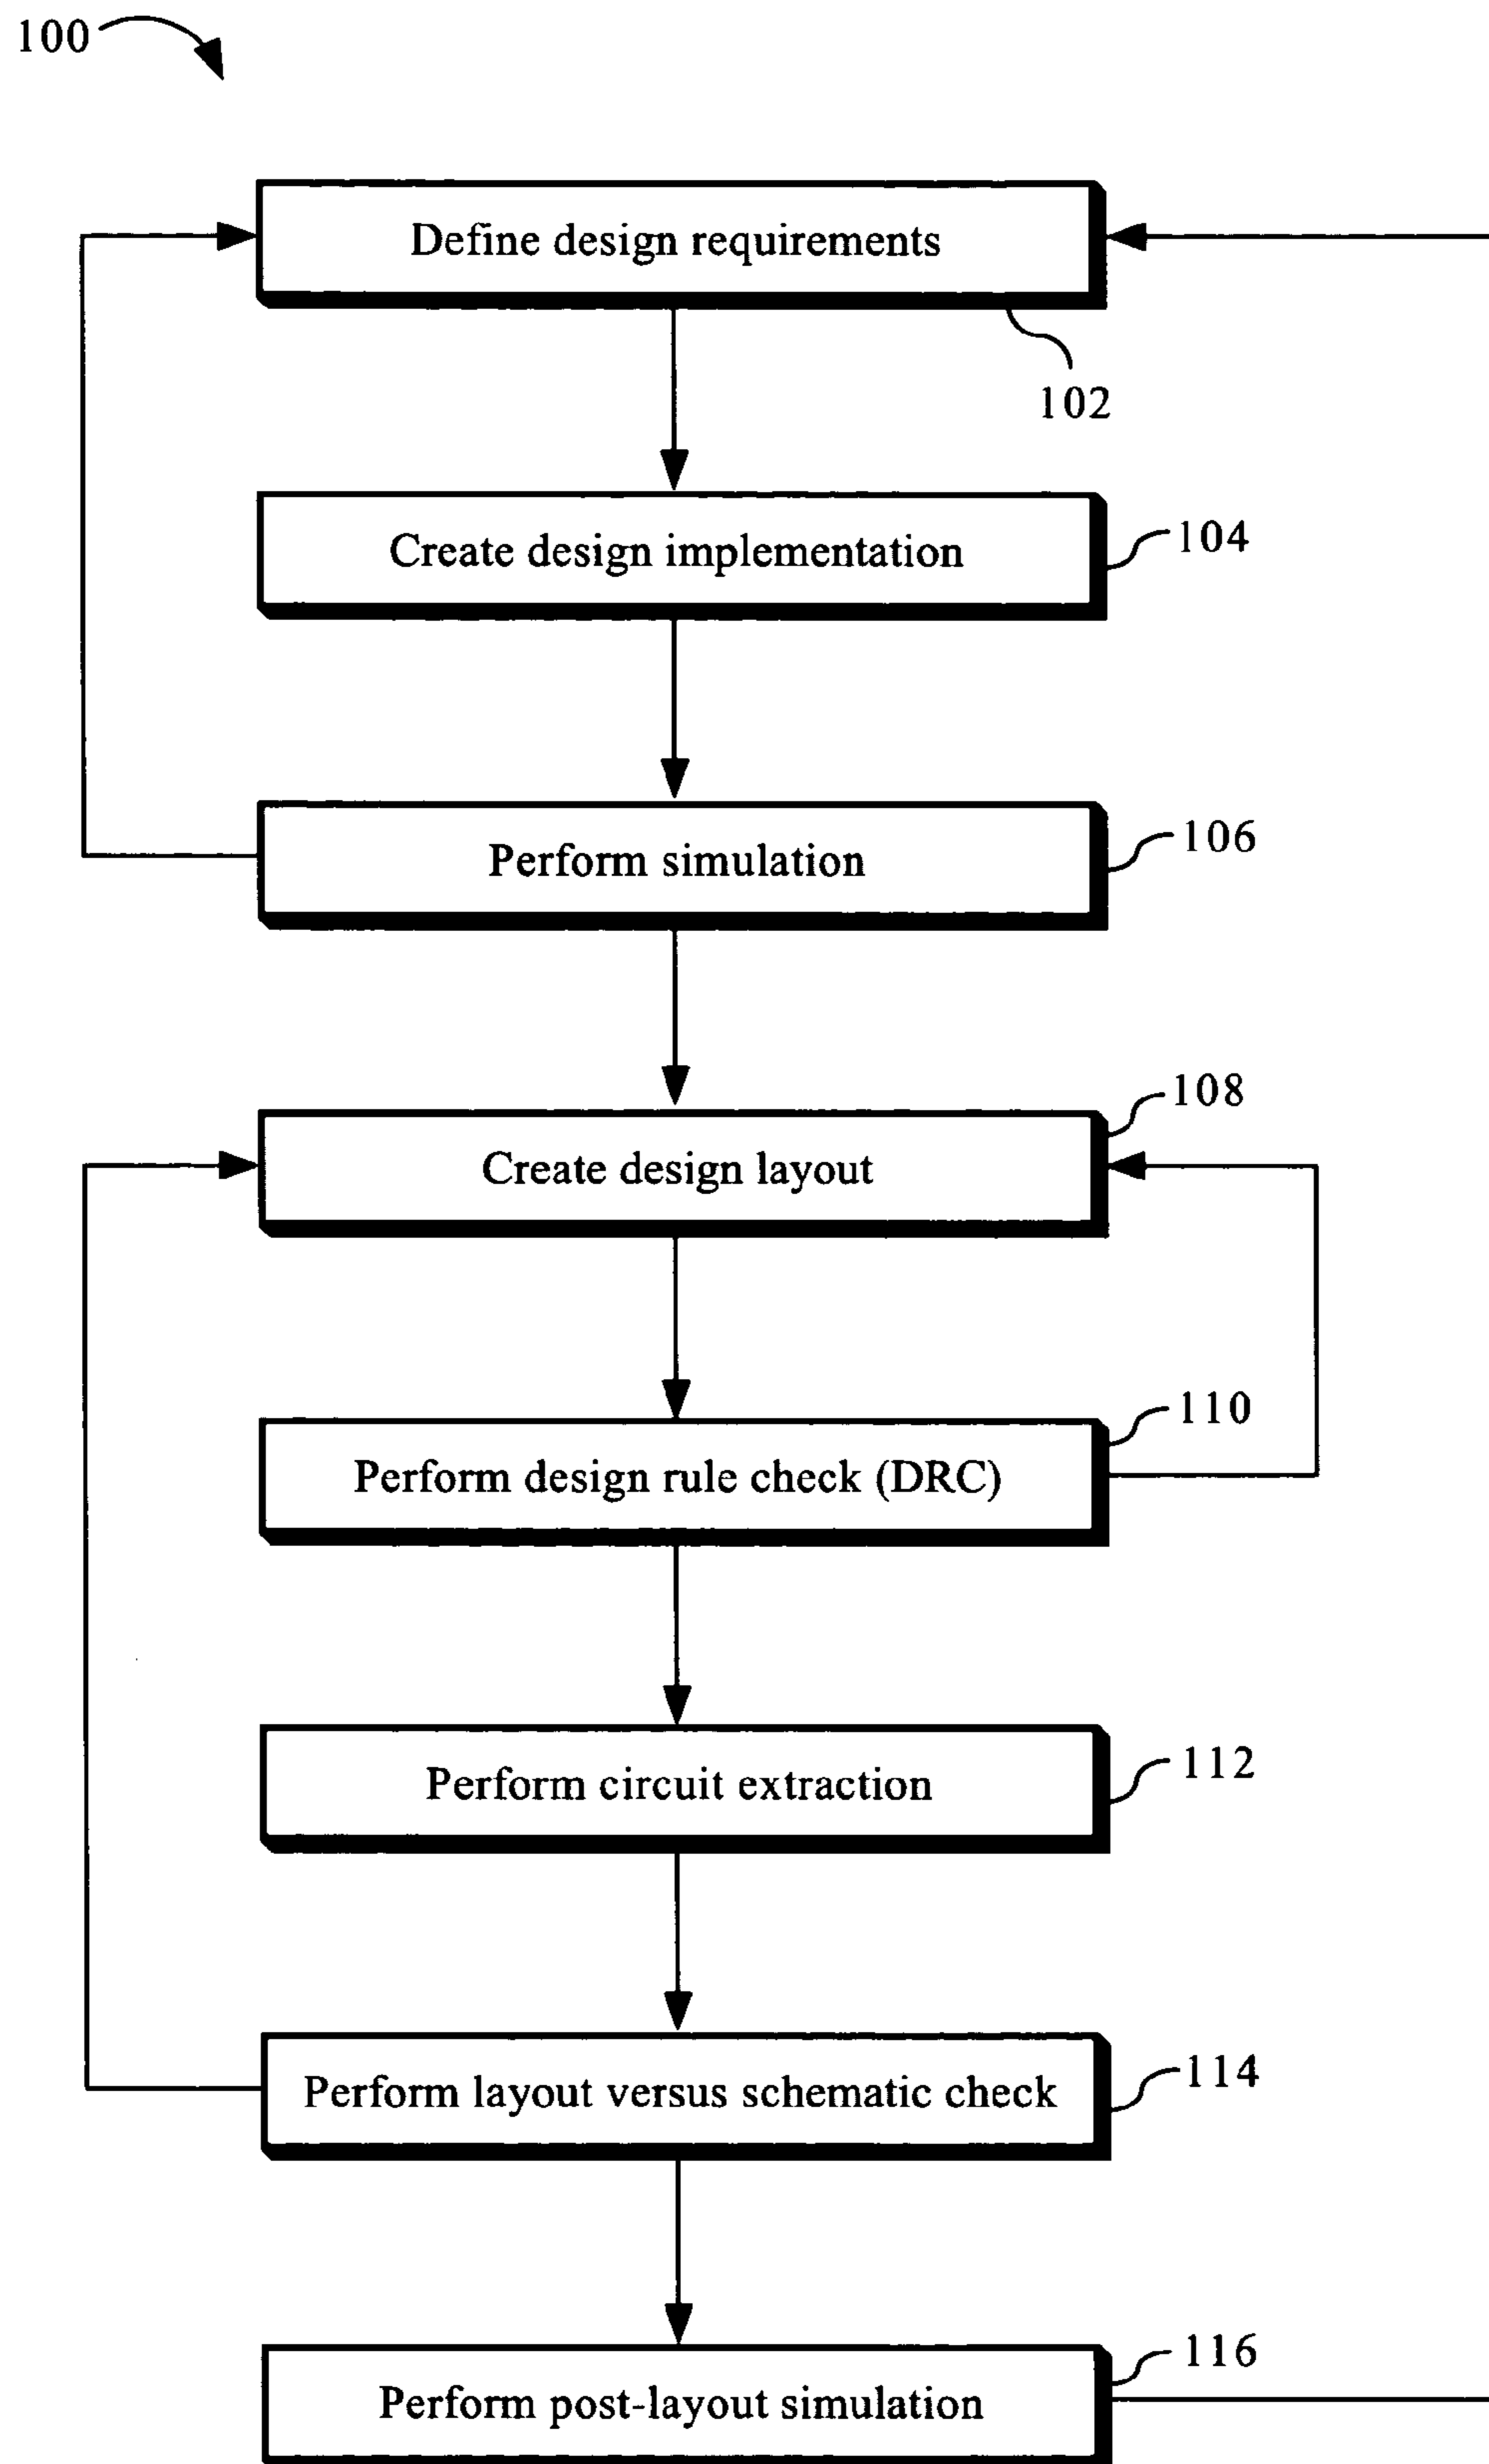 100
Define design requirements
102
Create design implementation
104
Perform simulation
106
108
Create design layout
110
Perform design rule check (DRC)
112
Perform circuit extraction
114
Perform layout versus schematic check
116
Perform post-layout simulation